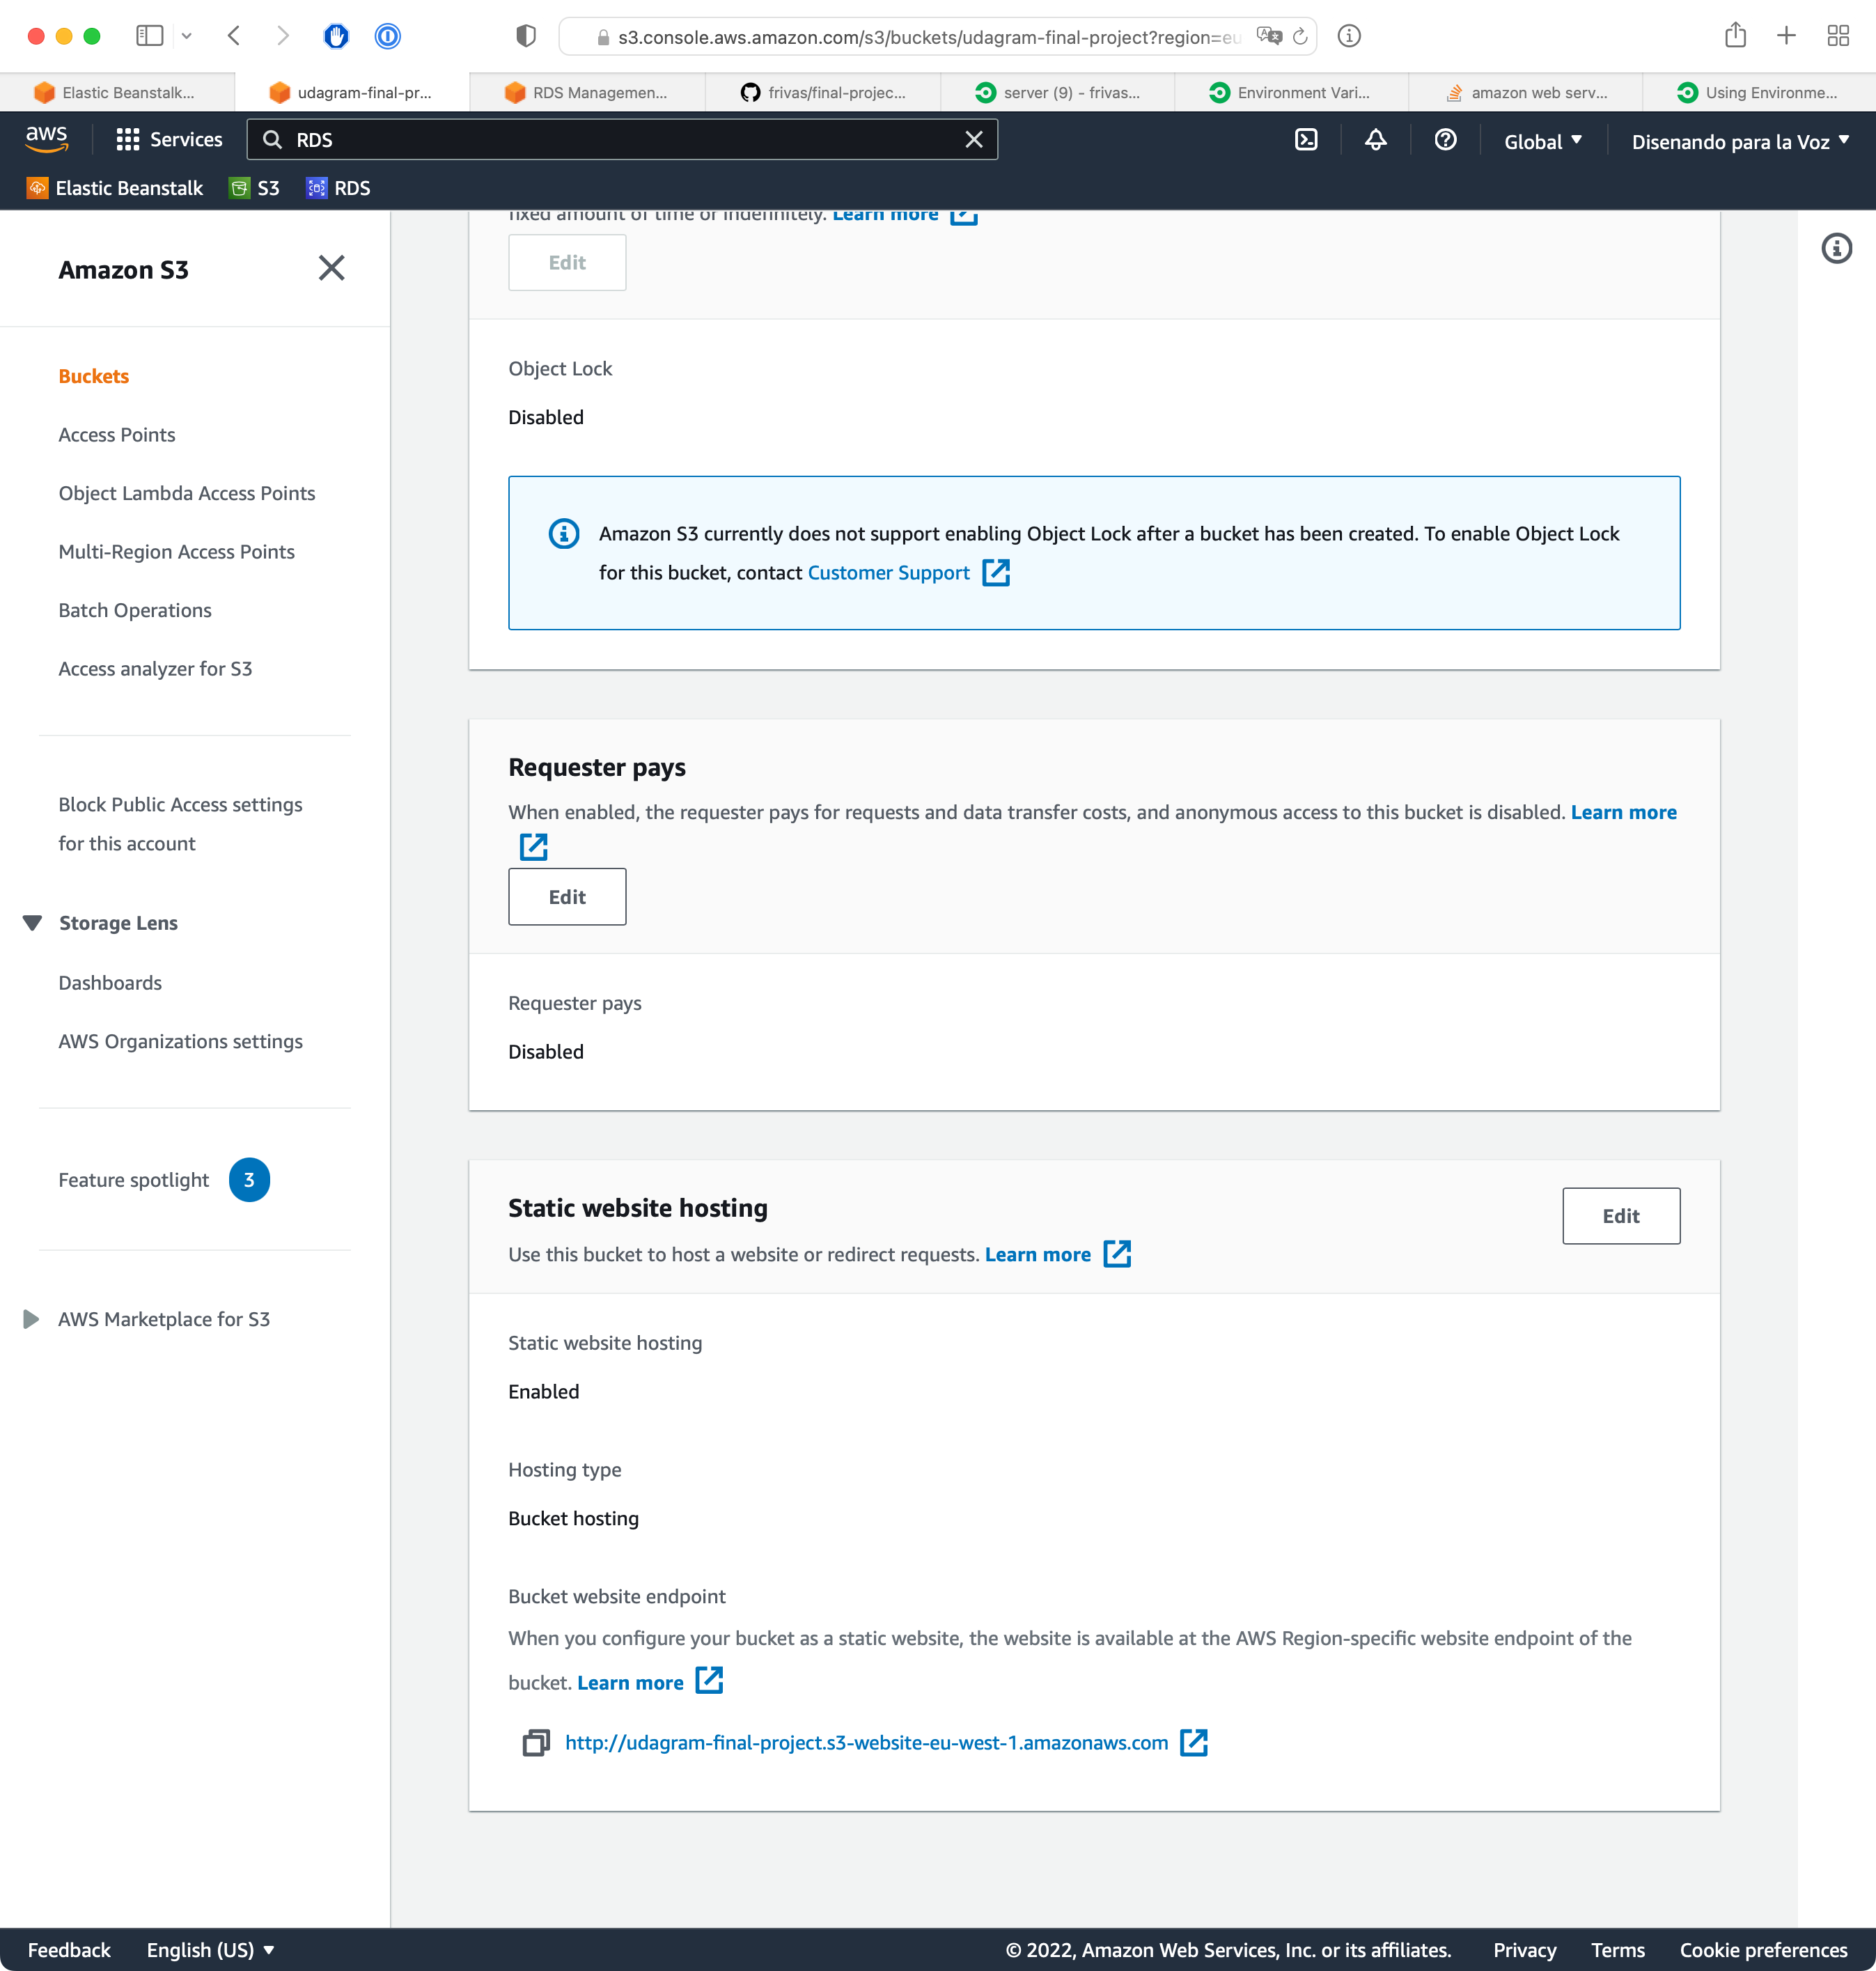 s3.console.aws.amazon.com/s3/buckets/udagram-final-project?region=eu
Elastic Beanstalk...
udagram-final-pr...
RDS Managemen...
frivas/final-projec...
server (9) - frivas...
Environment Vari...
amazon web serv...
Using Environme...
aws
Services
RDS
Global
Disenando para la Voz
Elastic Beanstalk
S3
RDS
Amazon S3
Buckets
Access Points
Object Lambda Access Points
Multi-Region Access Points
Batch Operations
Access analyzer for S3
Block Public Access settings
for this account
Storage Lens
Dashboards
AWS Organizations settings
Feature spotlight 3
AWS Marketplace for S3
fixed amount of time or indefinitely. Learn more
Edit
Object Lock
Disabled
Amazon S3 currently does not support enabling Object Lock after a bucket has been created. To enable Object Lock
for this bucket, contact Customer Support
Requester pays
When enabled, the requester pays for requests and data transfer costs, and anonymous access to this bucket is disabled. Learn more
Edit
Requester pays
Disabled
Static website hosting
Edit
Use this bucket to host a website or redirect requests. Learn more
Static website hosting
Enabled
Hosting type
Bucket hosting
Bucket website endpoint
When you configure your bucket as a static website, the website is available at the AWS Region-specific website endpoint of the
bucket. Learn more
http://udagram-final-project.s3-website-eu-west-1.amazonaws.com
Feedback
English (US)
© 2022, Amazon Web Services, Inc. or its affiliates.
Privacy
Terms
Cookie preferences